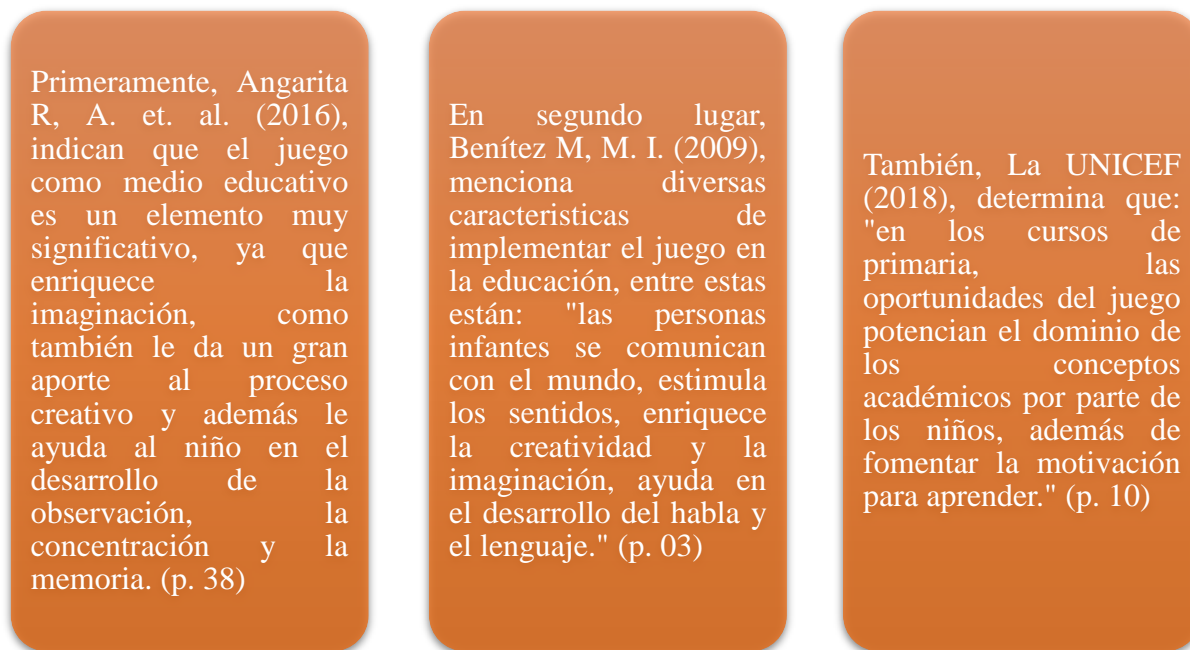 Primeramente, Angarita
R, A. et. al. (2016),
indican que el juego
como medio educativo
es un elemento muy
significativo, ya que
enriquece la
imaginación, como
también le da un gran
aporte al proceso
creativo y además le
ayuda al niño en el
desarrollo de la
observación, la
concentración y la
memoria. (p. 38)
En segundo lugar,
Benítez M, M. I. (2009),
menciona diversas
caracteristicas de
implementar el juego en
la educación, entre estas
están: "las personas
infantes se comunican
con el mundo, estimula
los sentidos, enriquece
la creatividad y la
imaginación, ayuda en
el desarrollo del habla y
el lenguaje." (p. 03)
También, La UNICEF
(2018), determina que:
"en los cursos de
primaria, las
oportunidades del juego
potencian el dominio de
los conceptos
académicos por parte de
los niños, además de
fomentar la motivación
para aprender." (p. 10)